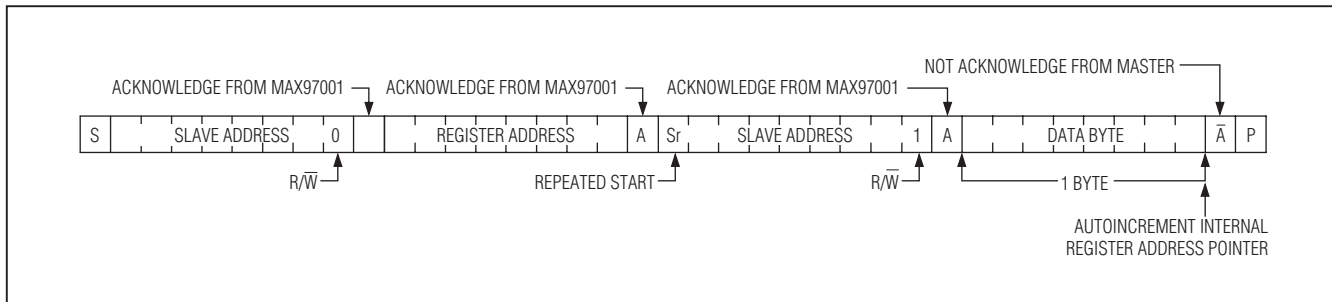 NOT ACKNOWLEDGE FROM MASTER
ACKNOWLEDGE FROM MAX97001 ACKNOWLEDGE FROM MAX97001 ACKNOWLEDGE FROM MAX97001
S SLAVE ADDRESS 0 REGISTER ADDRESS A Sr SLAVE ADDRESS 1 A DATA BYTE A̅ P
R/W̅ REPEATED START R/W̅ 1 BYTE
AUTOINCREMENT INTERNAL
REGISTER ADDRESS POINTER